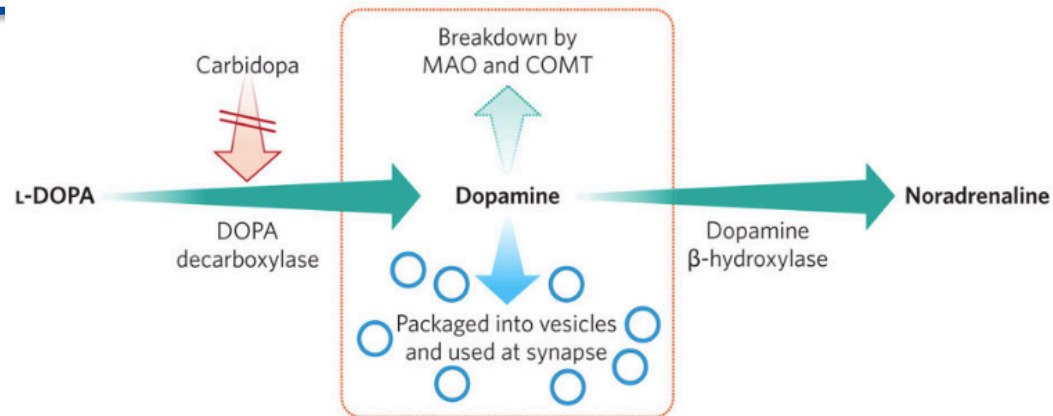 Breakdown by
MAO and COMT
Carbidopa
L-DOPA
Dopamine
Noradrenaline
DOPA
decarboxylase
Dopamine
β-hydroxylase
Packaged into vesicles
and used at synapse